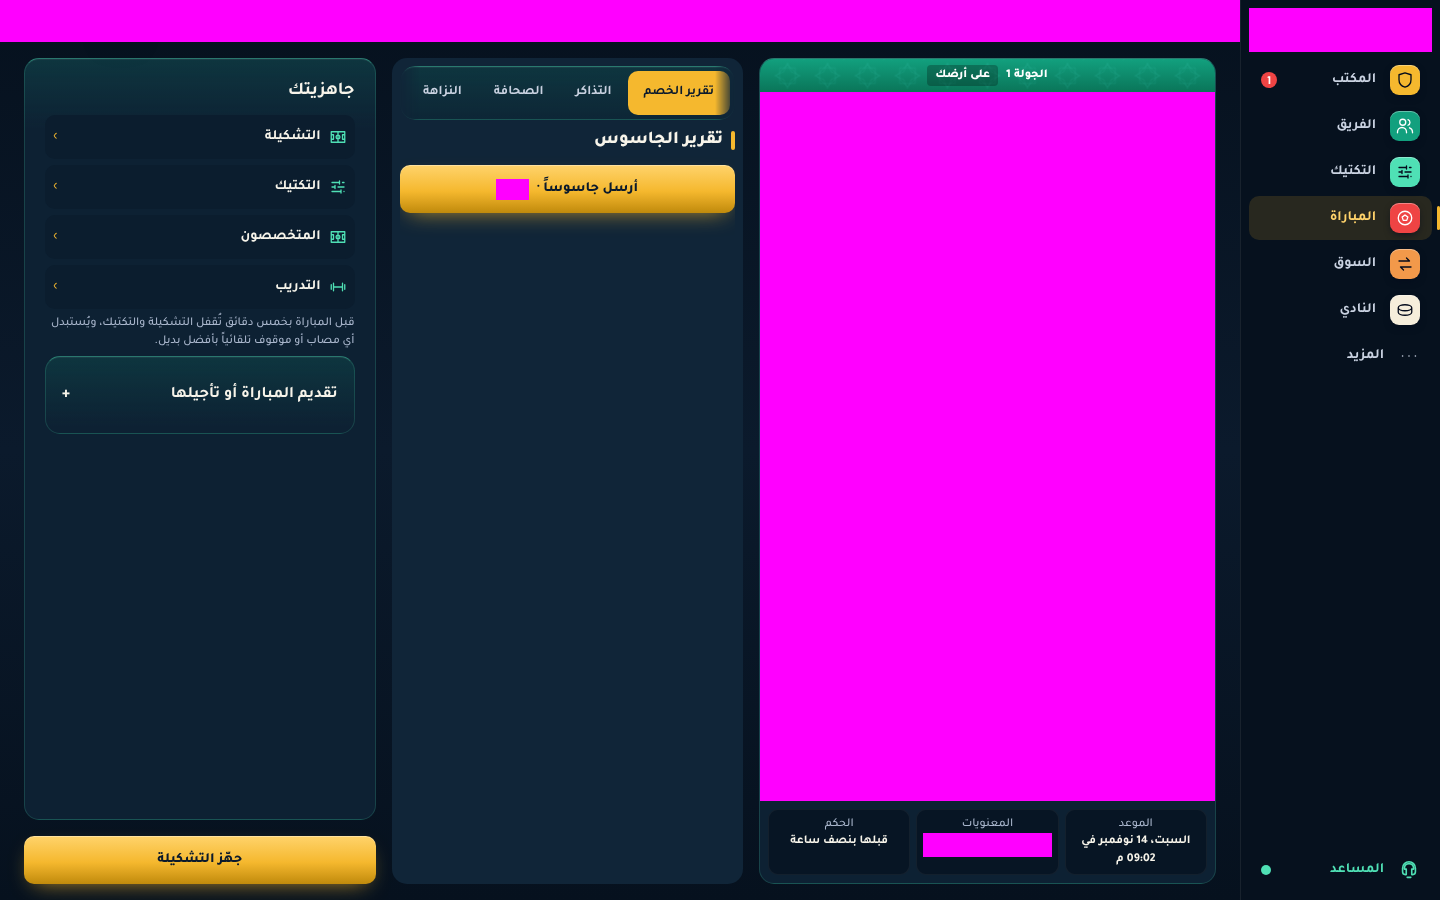 المكتب
1
الفريق
التكتيك
المباراة
السوق
النادي
المزيد
المساعد
الجولة 1 على أرضك
الموعد
السبت، 14 نوفمبر في
09:02 م
المعنويات
الحكم
قبلها بنصف ساعة
تقرير الخصم
التذاكر
الصحافة
النزاهة
تقرير الجاسوس
أرسل جاسوساً ·
جاهزيتك
التشكيلة
التكتيك
المتخصصون
التدريب
قبل المباراة بخمس دقائق تُقفل التشكيلة والتكتيك، ويُستبدل
أي مصاب أو موقوف تلقائياً بأفضل بديل.
تقديم المباراة أو تأجيلها +
جهّز التشكيلة